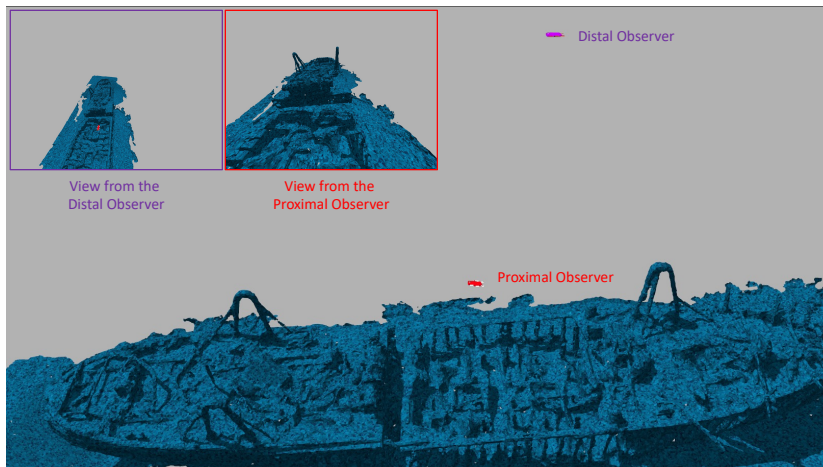 Distal Observer
View from the
Distal Observer
View from the
Proximal Observer
Proximal Observer